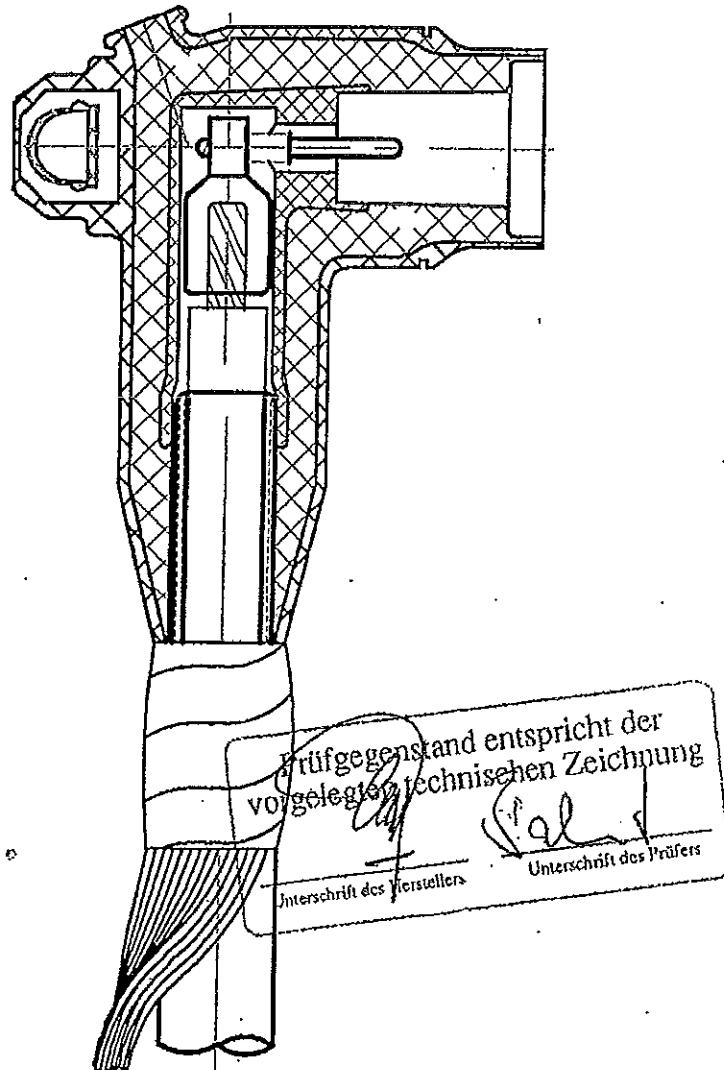 Prüfgegenstand entspricht der
vorgelegten technischen Zeichnung
Unterschrift des Herstellers
Unterschrift des Prüfers